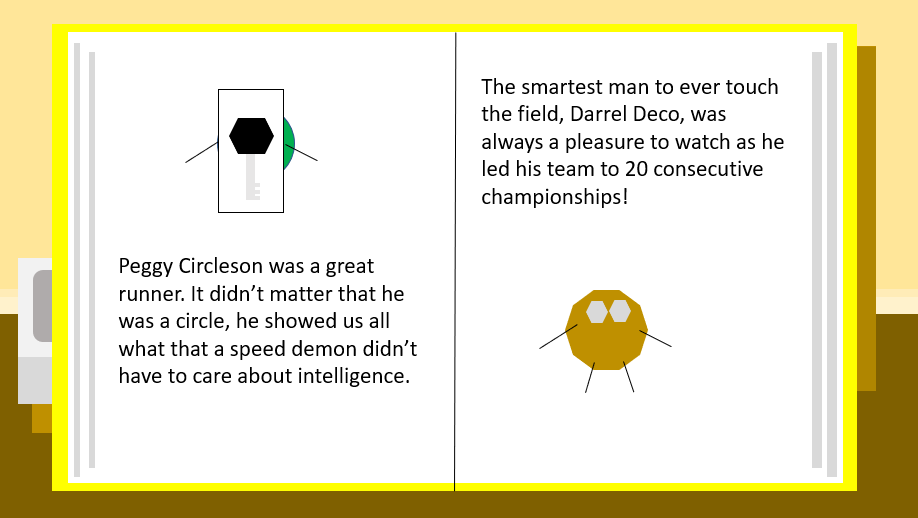 Peggy Circleson was a great
runner. It didn’t matter that he
was a circle, he showed us all
what that a speed demon didn’t
have to care about intelligence.
The smartest man to ever touch
the field, Darrel Deco, was
always a pleasure to watch as he
led his team to 20 consecutive
championships!